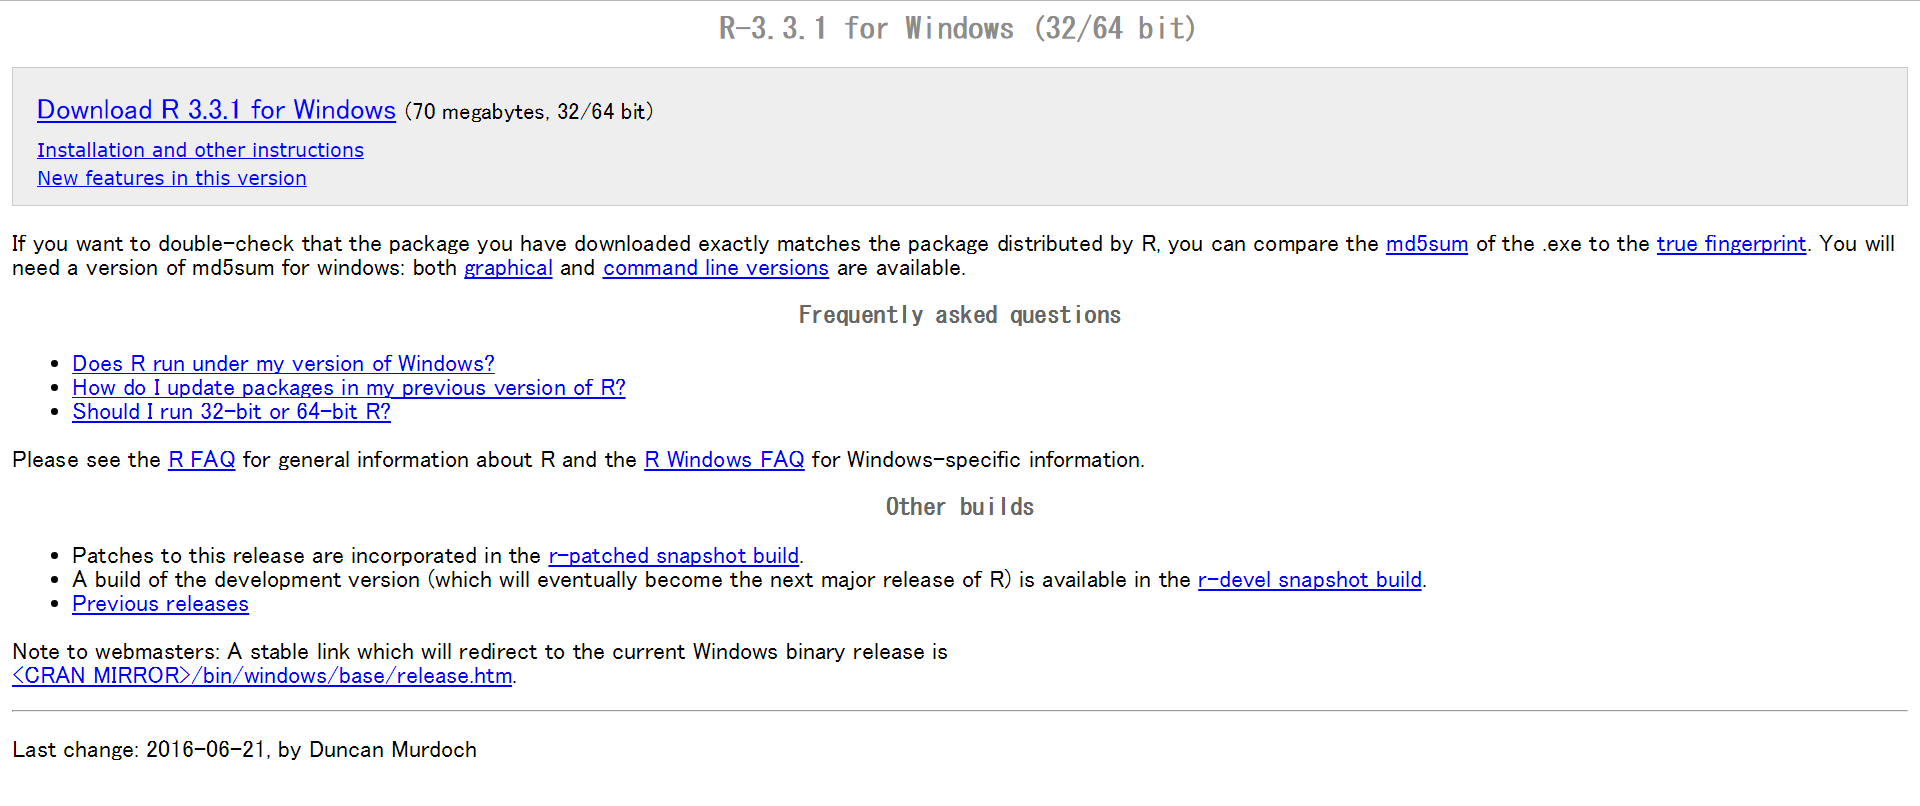 R-3.3.1 for Windows (32/64 bit)
Download R 3.3.1 for Windows (70 megabytes, 32/64 bit)
Installation and other instructions
New features in this version
If you want to double-check that the package you have downloaded exactly matches the package distributed by R, you can compare the md5sum of the .exe to the true fingerprint. You will
need a version of md5sum for windows: both graphical and command line versions are available.
Frequently asked questions
• Does R run under my version of Windows?
• How do I update packages in my previous version of R?
• Should I run 32-bit or 64-bit R?
Please see the R FAQ for general information about R and the R Windows FAQ for Windows-specific information.
Other builds
• Patches to this release are incorporated in the r-patched snapshot build.
• A build of the development version (which will eventually become the next major release of R) is available in the r-devel snapshot build.
• Previous releases
Note to webmasters: A stable link which will redirect to the current Windows binary release is
<CRAN MIRROR>/bin/windows/base/release.htm.
Last change: 2016-06-21, by Duncan Murdoch